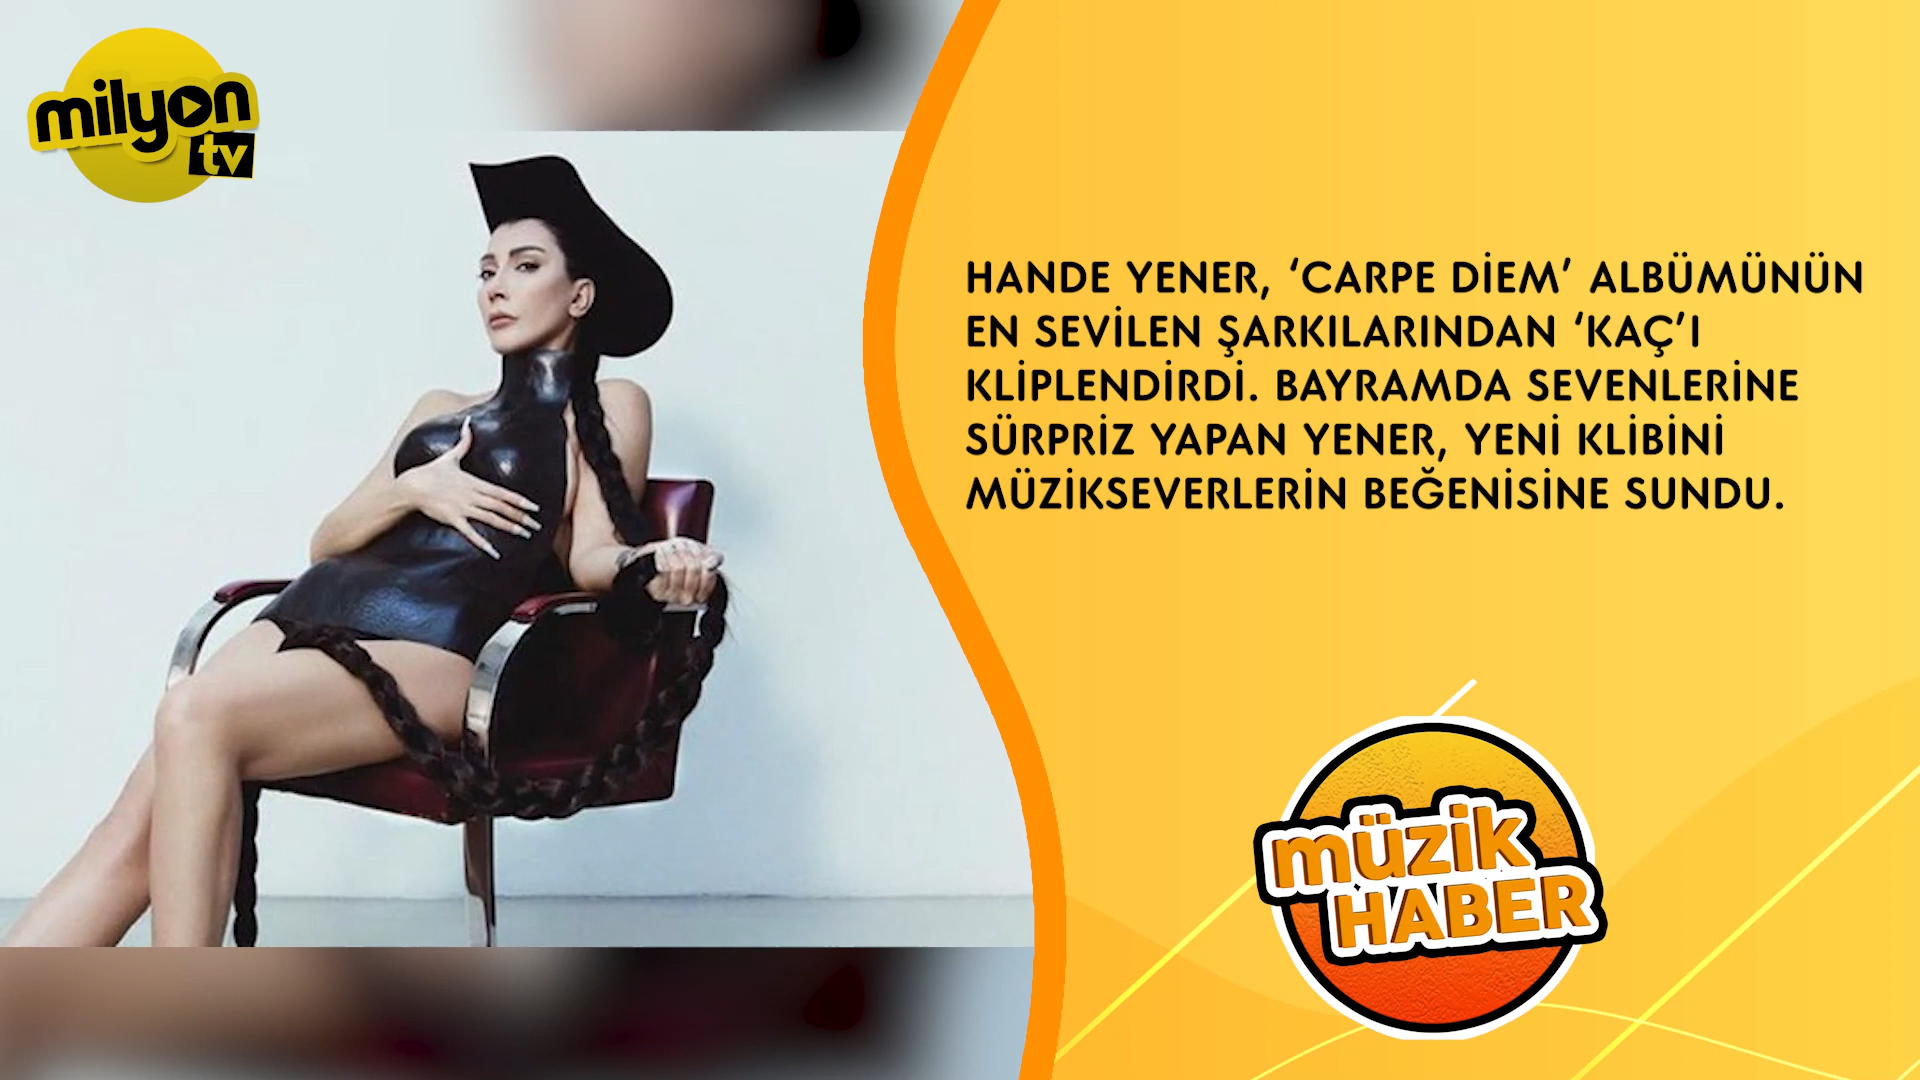 milyon
tv
HANDE YENER, ‘CARPE DİEM’ ALBÜMÜNÜN
EN SEVİLEN ŞARKILARINDAN ‘KAÇ’I
KLİPLENDİRDİ. BAYRAMDA SEVENLERİNE
SÜRPRİZ YAPAN YENER, YENİ KLİBİNİ
MÜZİKSEVERLERİN BEĞENİSİNE SUNDU.
müzik
HABER